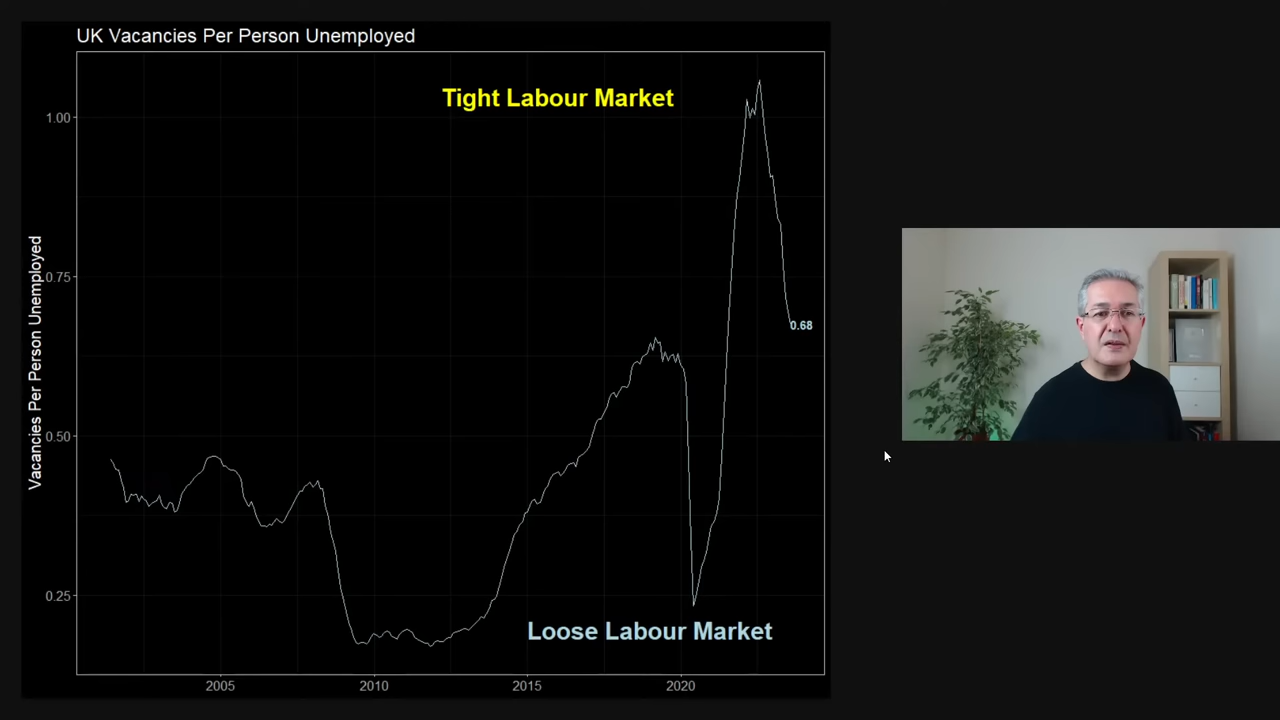 UK Vacancies Per Person Unemployed
Tight Labour Market
1.00
0.75
0.68
0.50
0.25
Vacancies Per Person Unemployed
Loose Labour Market
2005
2010
2015
2020